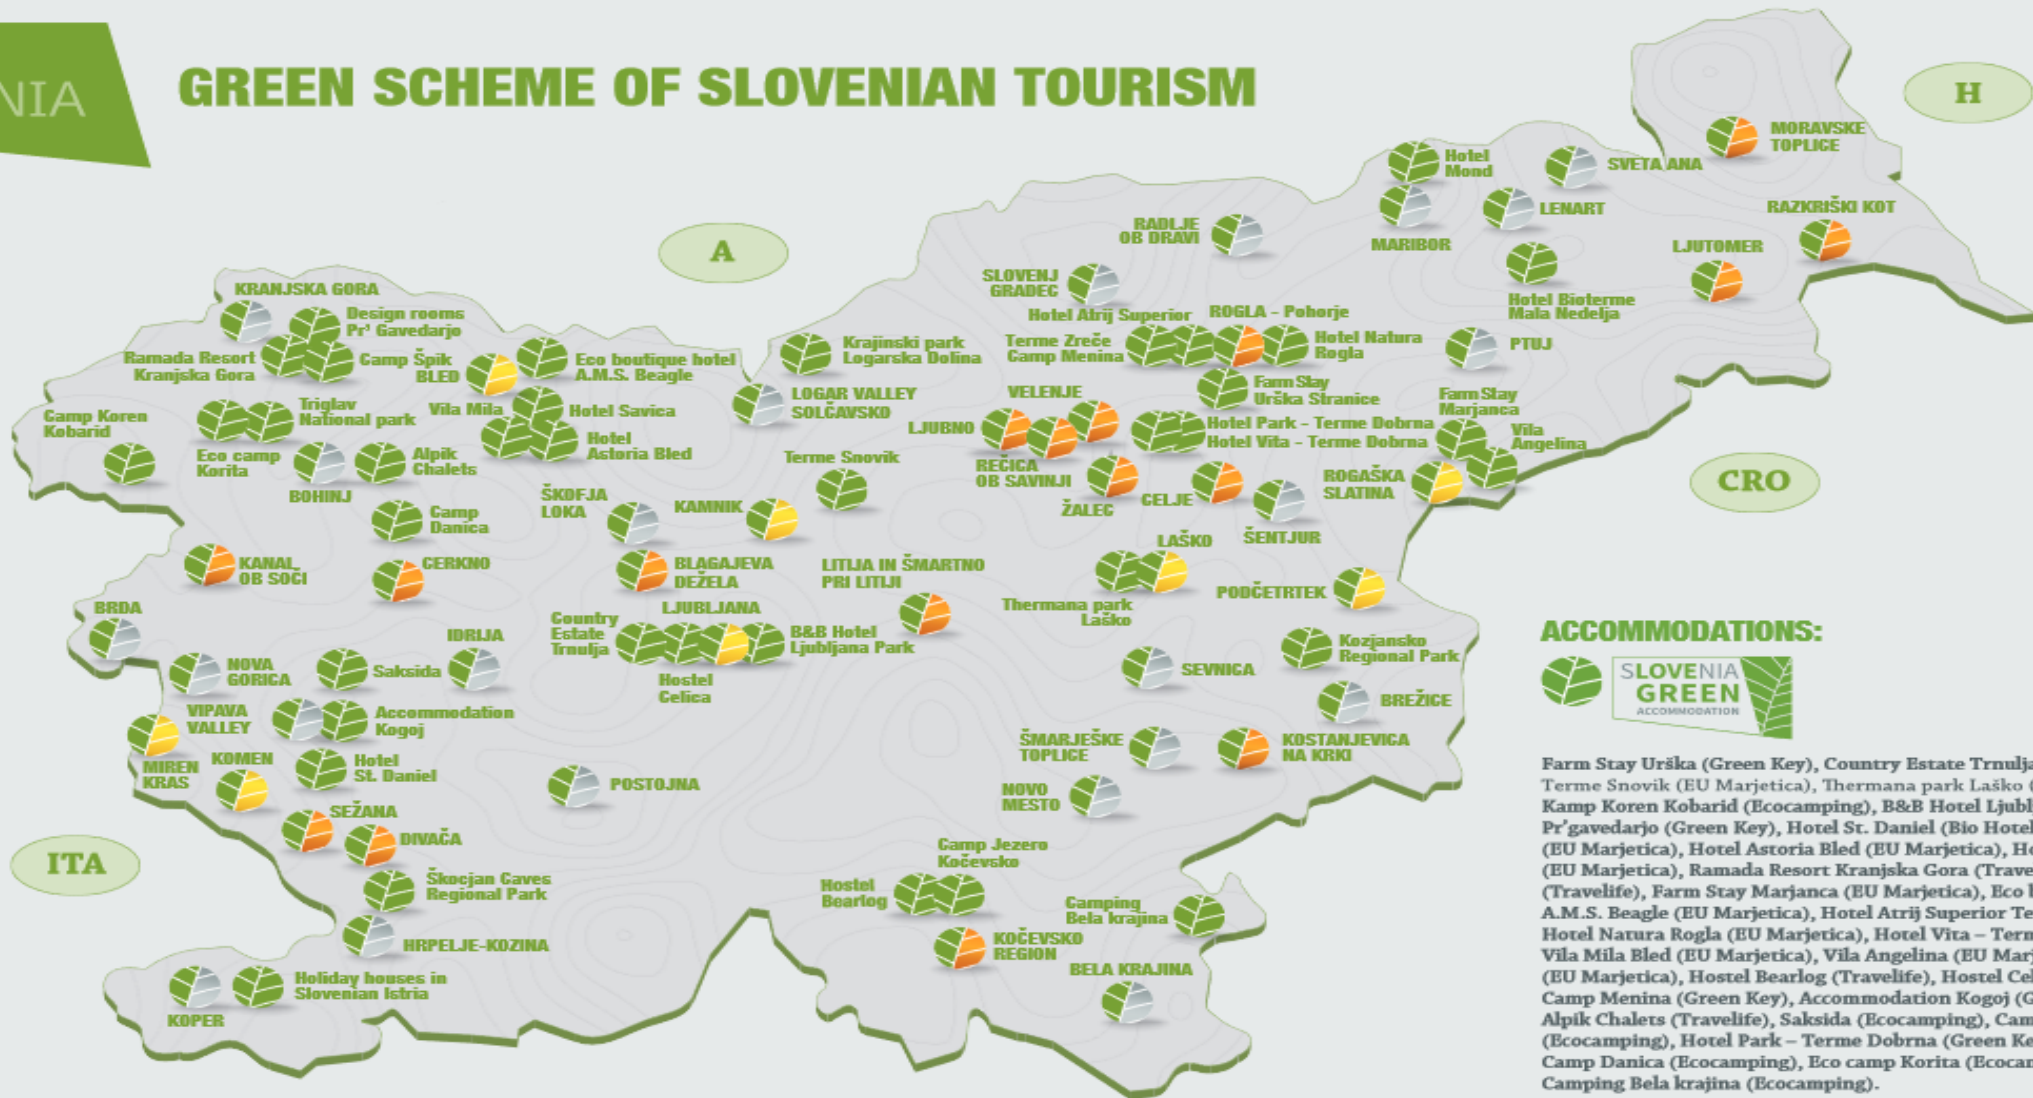 NIA
GREEN SCHEME OF SLOVENIAN TOURISM
H
A
CRO
ITA
MORAVSKE
TOPLICE
Hotel
Mond
SVETA ANA
LENART
RAZKRIŠKI KOT
MARIBOR
LJUTOMER
RADLJE
OB DRAVI
SLOVENJ
GRADEC
Hotel Bioterme
Mala Nedelja
KRANJSKA GORA
Design rooms
Pr' Gavedarjo
Ramada Resort
Kranjska Gora
Camp Špik
BLED
Eco boutique hotel
A.M.S. Beagle
Krajinski park
Logarska Dolina
Hotel Atrij Superior
ROGLA - Pohorje
Terme Zreče
Camp Menina
Hotel Natura
Rogla
PTUJ
LOGAR VALLEY
SOLČAVSKO
VELENJE
Farm Stay
Urška Stranice
Farm Stay
Marjanca
Camp Koren
Kobarid
Triglav
National park
Vila Mila
Hotel Savica
LJUBNO
Hotel Park - Terme Dobrna
Hotel Vita - Terme Dobrna
Vila
Angelina
Eco camp
Korita
BOHINJ
Alpik
Chalets
Hotel
Astoria Bled
Terme Snovik
REČICA
OB SAVINJI
ŽALEC
CELJE
ROGAŠKA
SLATINA
ŠKOFJA
LOKA
KAMNIK
ŠENTJUR
Camp
Danica
LAŠKO
KANAL
OB SOČI
CERKNO
BLAGAJEVA
DEŽELA
LITIJA IN ŠMARTNO
PRI LITIJI
PODČETRTEK
BRDA
Country
Estate
Trnulja
LJUBLJANA
B&B Hotel
Ljubljana Park
Thermana park
Laško
IDRIJA
Kozjansko
Regional Park
NOVA
GORICA
Saksida
Hostel
Celica
SEVNICA
BREŽICE
VIPAVA
VALLEY
Accommodation
Kogoj
ŠMARJEŠKE
TOPLICE
KOSTANJEVICA
NA KRKI
MIREN
KRAS
KOMEN
Hotel
St. Daniel
POSTOJNA
NOVO
MESTO
SEŽANA
DIVAČA
Camp Jezero
Kočevsko
Škocjan Caves
Regional Park
Hostel
Bearlog
Camping
Bela krajina
HRPELJE-KOZINA
KOČEVSKO
REGION
BELA KRAJINA
Holiday houses in
Slovenian Istria
KOPER
ACCOMMODATIONS:
SLOVENIA
GREEN
ACCOMMODATION
Farm Stay Urška (Green Key), Country Estate Trnulja
Terme Snovik (EU Marjetica), Thermana park Laško (
Kamp Koren Kobarid (Ecocamping), B&B Hotel Ljubl
Pr'gavedarjo (Green Key), Hotel St. Daniel (Bio Hotel
(EU Marjetica), Hotel Astoria Bled (EU Marjetica), Ho
(EU Marjetica), Ramada Resort Kranjska Gora (Trave
(Travelife), Farm Stay Marjanca (EU Marjetica), Eco
A.M.S. Beagle (EU Marjetica), Hotel Atrij Superior Te
Hotel Natura Rogla (EU Marjetica), Hotel Vita – Term
Vila Mila Bled (EU Marjetica), Vila Angelina (EU Marj
(EU Marjetica), Hostel Bearlog (Travelife), Hostel Cel
Camp Menina (Green Key), Accommodation Kogoj (G
Alpik Chalets (Travelife), Saksida (Ecocamping), Cam
(Ecocamping), Hotel Park – Terme Dobrna (Green Ke
Camp Danica (Ecocamping), Eco camp Korita (Ecocam
Camping Bela krajina (Ecocamping).